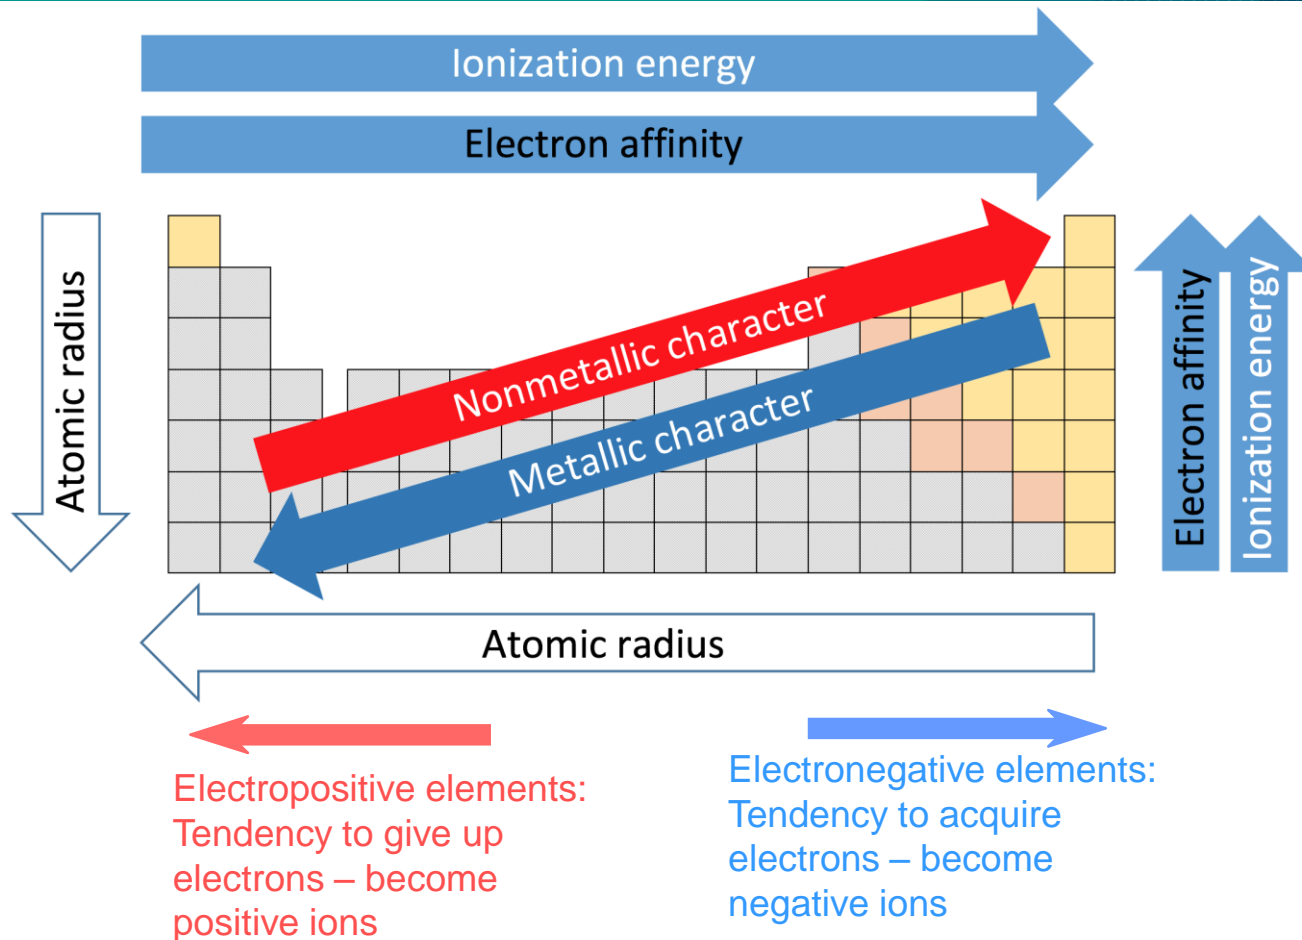 Ionization energy
Electron affinity
Atomic radius
Nonmetallic character
Metallic character
Electron affinity
Ionization energy
Atomic radius
Electropositive elements:
Tendency to give up
electrons – become
positive ions
Electronegative elements:
Tendency to acquire
electrons – become
negative ions